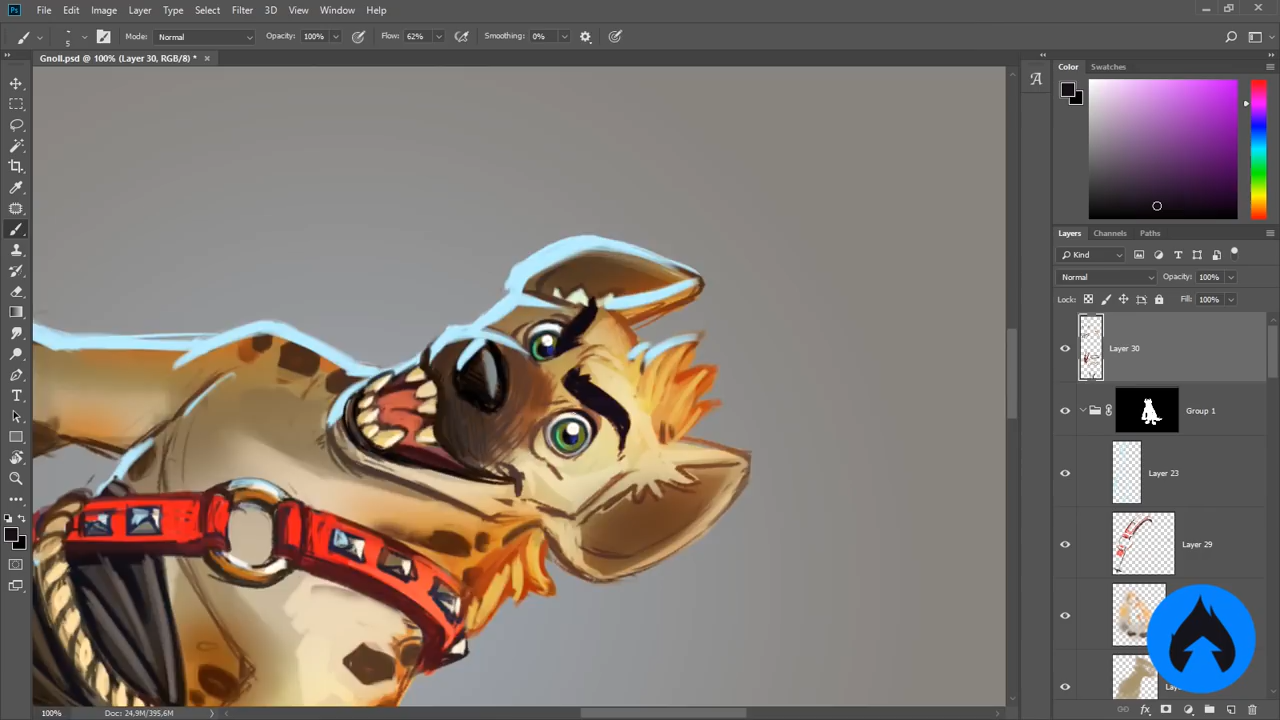 Ps File Edit Image Layer Type Select Filter 3D View Window Help
5 Mode: Normal Opacity: 100% Flow: 62% Smoothing: 0%
Gnoll.psd @ 100% (Layer 30, RGB/8) * ×
Color Swatches
A
Layers Channels Paths
Kind
Normal Opacity: 100%
Lock: Fill: 100%
Layer 30
Group 1
Layer 23
Layer 29
100% Doc: 24,9M/395,6M